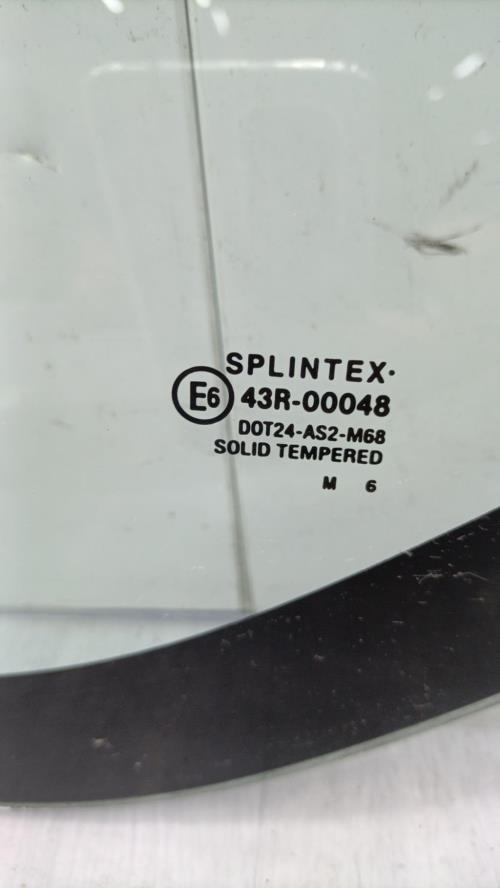 SPLINTEX·
E6 43R-00048
DOT24-AS2-M68
SOLID TEMPERED
M 6